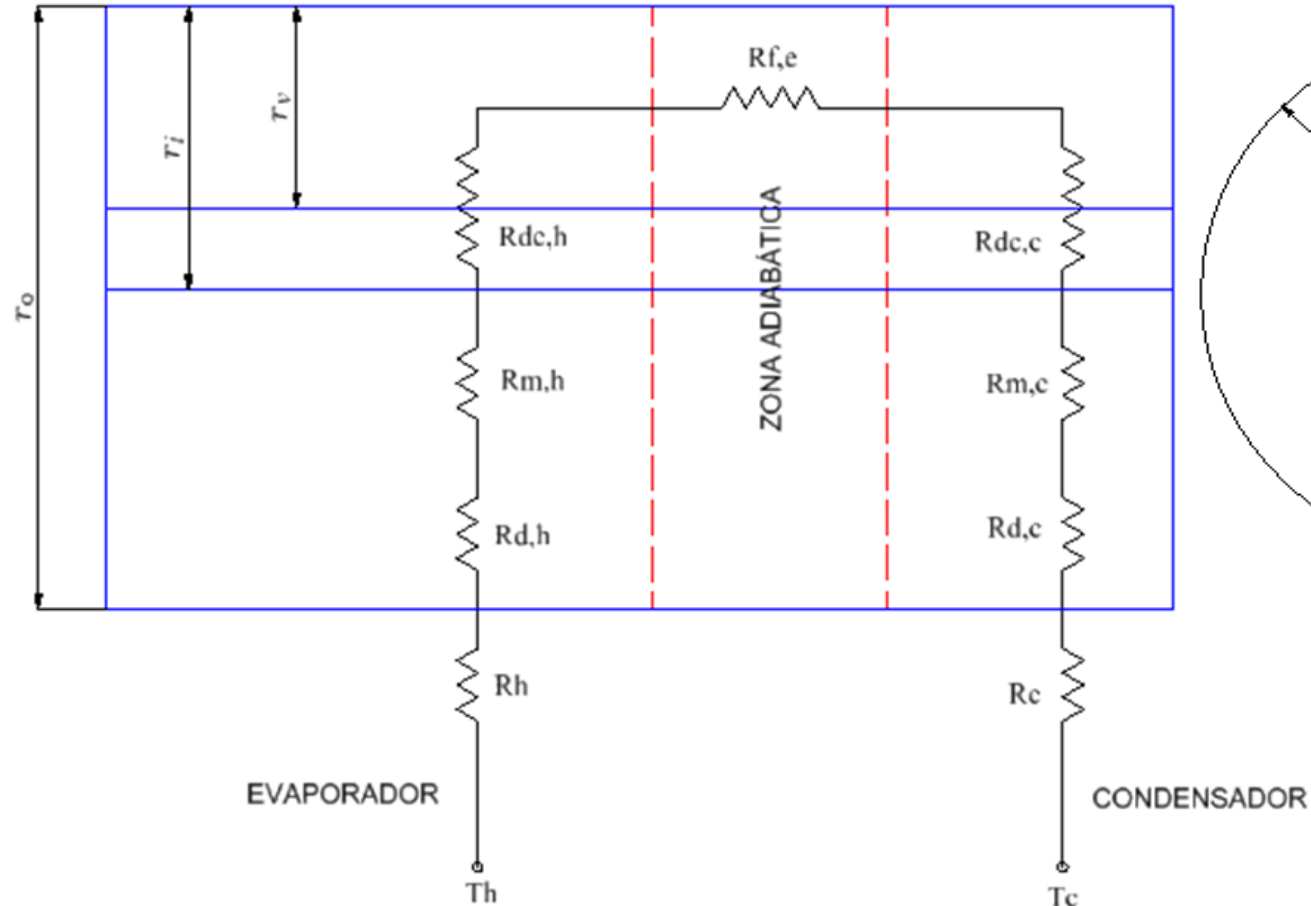 Rf,e
rv
ri
ro
Rdc,h
Rdc,c
ZONA ADIABÁTICA
Rm,h
Rm,c
Rd,h
Rd,c
Rh
Rc
EVAPORADOR
CONDENSADOR
Th
Tc